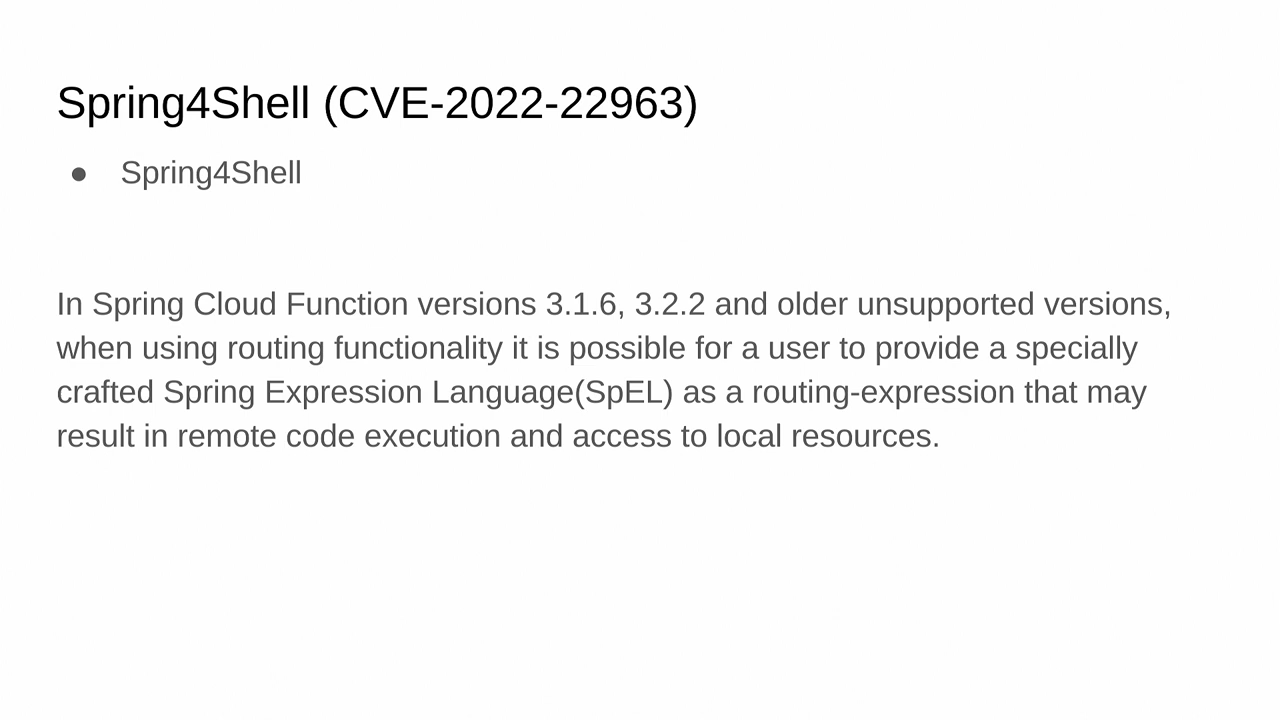 Spring4Shell (CVE-2022-22963)
● Spring4Shell
In Spring Cloud Function versions 3.1.6, 3.2.2 and older unsupported versions,
when using routing functionality it is possible for a user to provide a specially
crafted Spring Expression Language(SpEL) as a routing-expression that may
result in remote code execution and access to local resources.